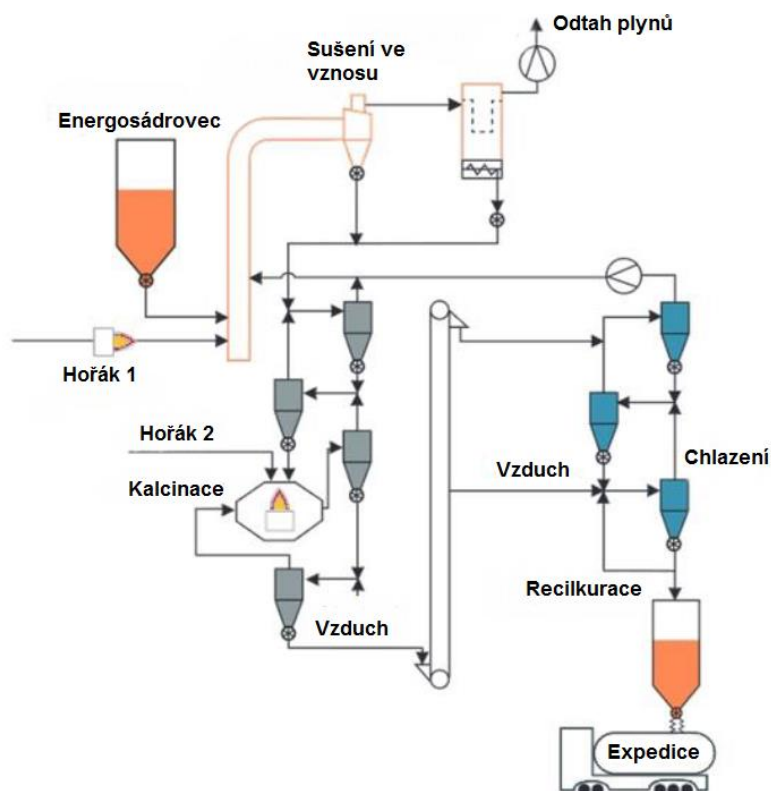 Odtah plynů
Sušení ve
vznosu
Energosádrovec
Hořák 1
Hořák 2
Kalcinace
Vzduch
Chlazení
Recilkurace
Vzduch
Expedice